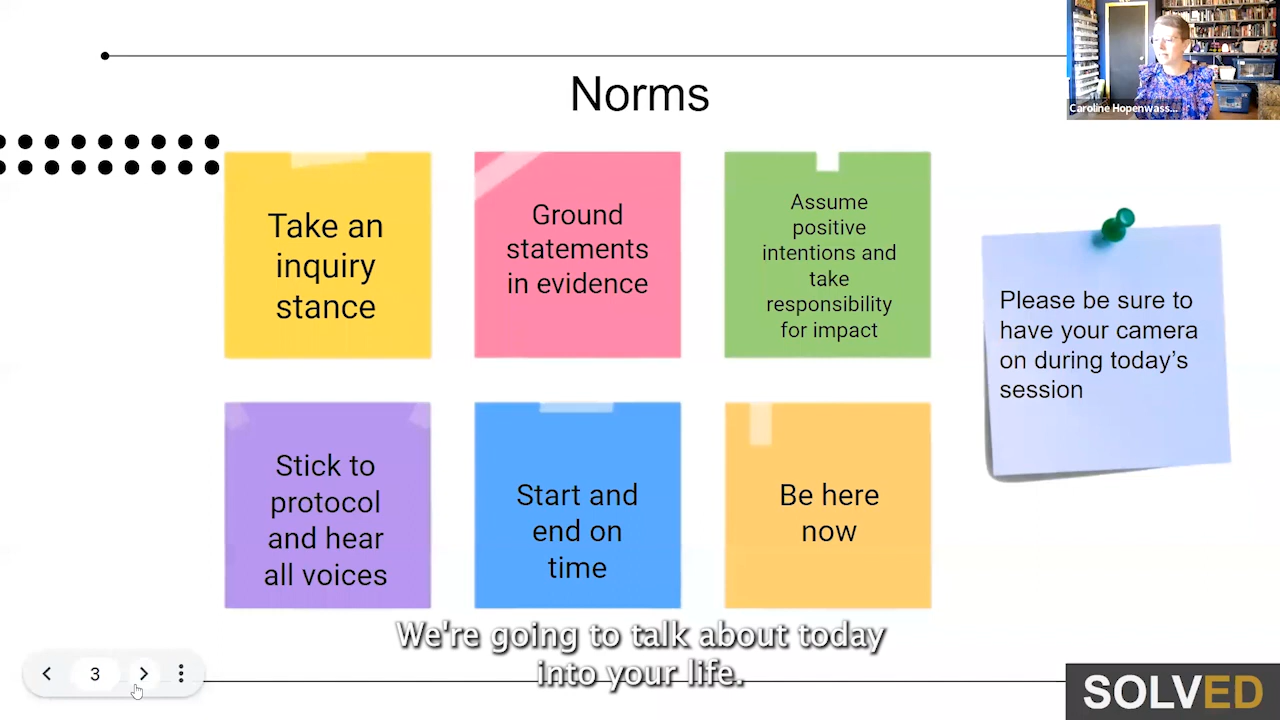 Norms
Caroline Hopenwass...
Take an
inquiry
stance
Ground
statements
in evidence
Assume
positive
intentions and
take
responsibility
for impact
Please be sure to
have your camera
on during today's
session
Stick to
protocol
and hear
all voices
Start and
end on
time
Be here
now
We're going to talk about today
into your life.
3
SOLVED